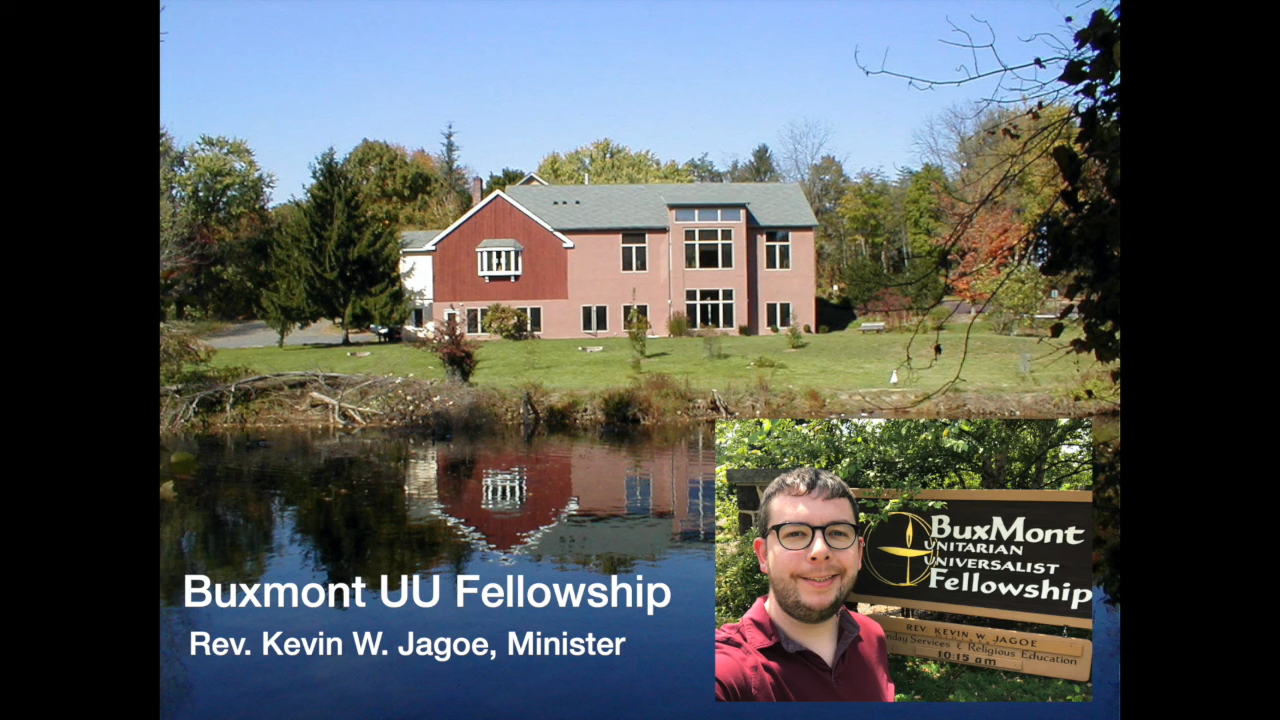 Buxmont UU Fellowship
Rev. Kevin W. Jagoe, Minister
BuxMont
UNITARIAN
UNIVERSALIST
Fellowship
REV. KEVIN W. JAGOE
nday Services & Religious Education
10:15 am